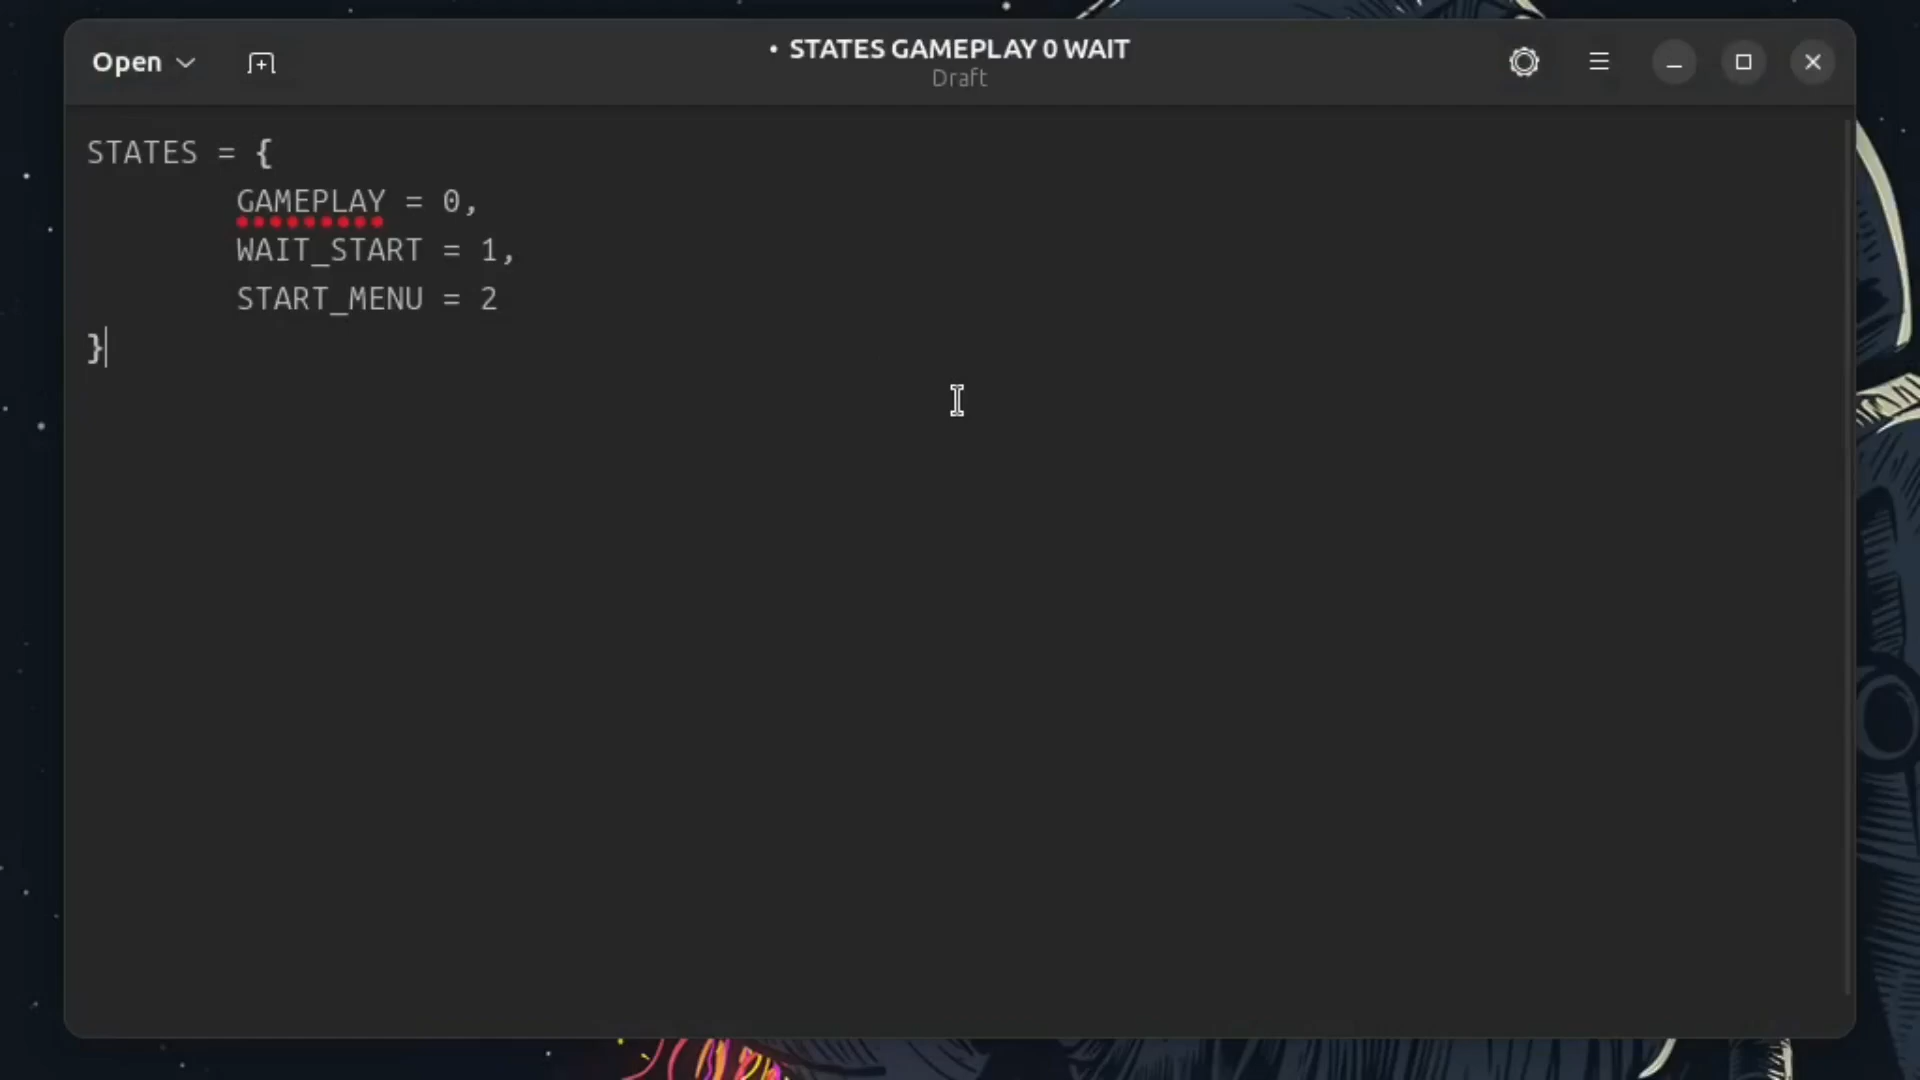 Open
• STATES GAMEPLAY 0 WAIT
Draft
STATES = {
GAMEPLAY = 0,
WAIT_START = 1,
START_MENU = 2
}